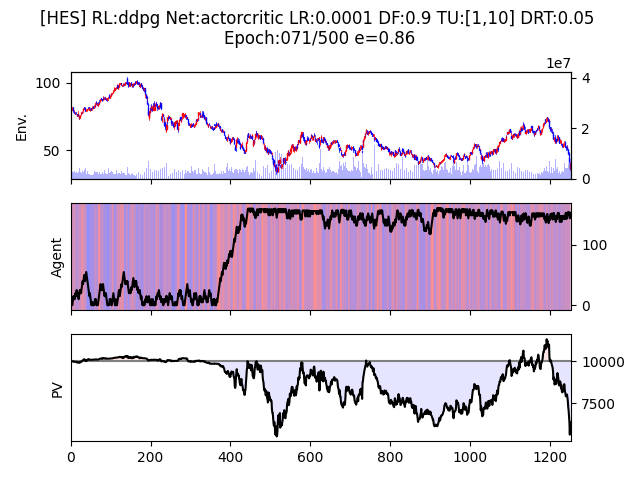 [HES] RL:ddpg Net:actorcritic LR:0.0001 DF:0.9 TU:[1,10] DRT:0.05
Epoch:071/500 e=0.86
1e7
100
50
Env.
4
2
0
Agent
100
0
PV
10000
7500
0 200 400 600 800 1000 1200